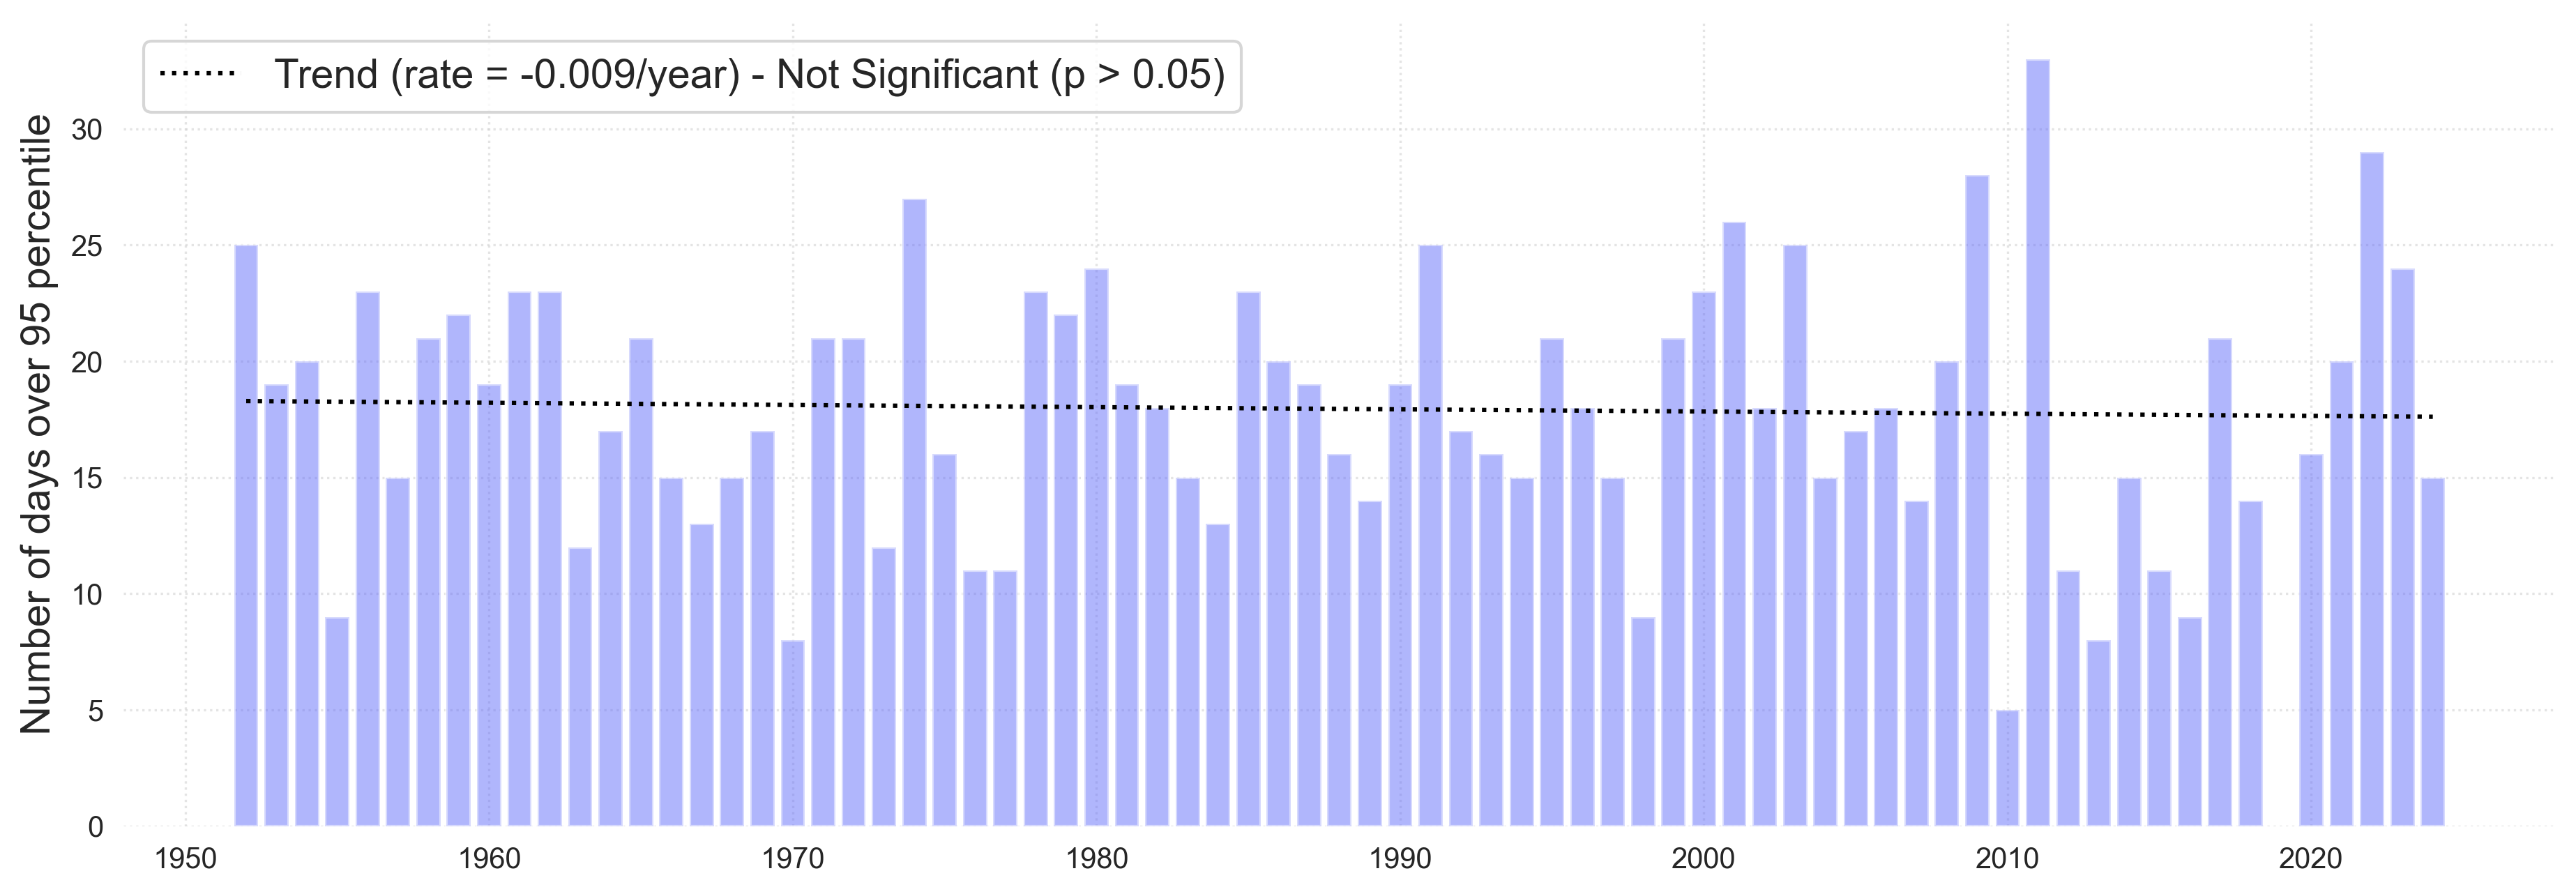 Trend (rate = -0.009/year) - Not Significant (p > 0.05)
Number of days over 95 percentile
30
25
20
15
10
5
0
1950 1960 1970 1980 1990 2000 2010 2020